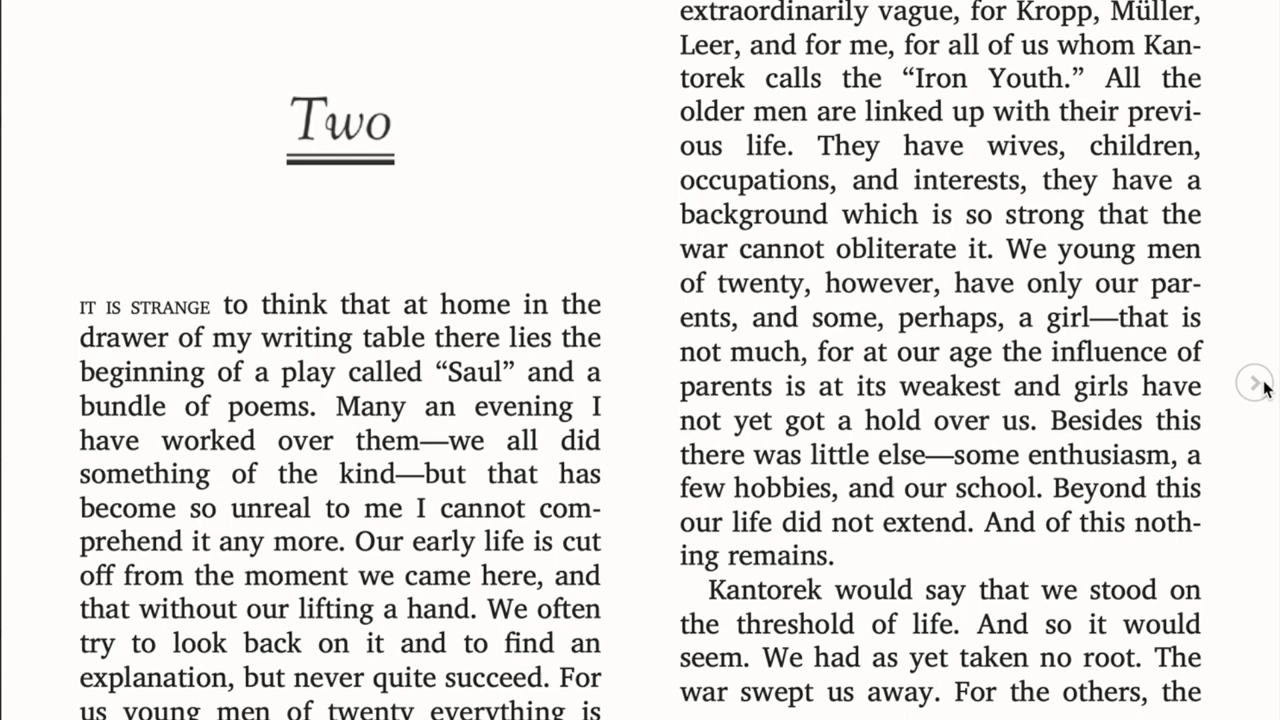 Two
IT IS STRANGE to think that at home in the
drawer of my writing table there lies the
beginning of a play called “Saul” and a
bundle of poems. Many an evening I
have worked over them—we all did
something of the kind—but that has
become so unreal to me I cannot com-
prehend it any more. Our early life is cut
off from the moment we came here, and
that without our lifting a hand. We often
try to look back on it and to find an
explanation, but never quite succeed. For
us young men of twenty everything is
extraordinarily vague, for Kropp, Müller,
Leer, and for me, for all of us whom Kan-
torek calls the “Iron Youth.” All the
older men are linked up with their previ-
ous life. They have wives, children,
occupations, and interests, they have a
background which is so strong that the
war cannot obliterate it. We young men
of twenty, however, have only our par-
ents, and some, perhaps, a girl—that is
not much, for at our age the influence of
parents is at its weakest and girls have
not yet got a hold over us. Besides this
there was little else—some enthusiasm, a
few hobbies, and our school. Beyond this
our life did not extend. And of this noth-
ing remains.
Kantorek would say that we stood on
the threshold of life. And so it would
seem. We had as yet taken no root. The
war swept us away. For the others, the